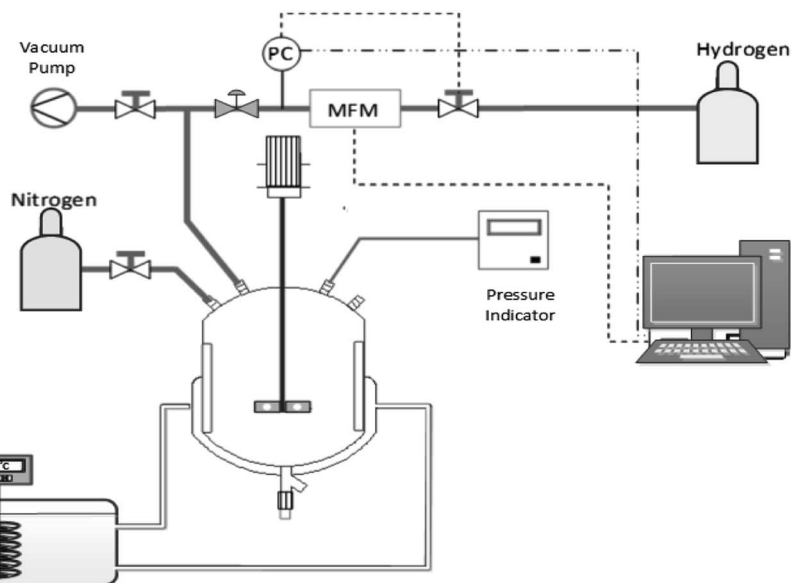 Vacuum
Pump
PC
MFM
Hydrogen
Nitrogen
Pressure
Indicator
°C